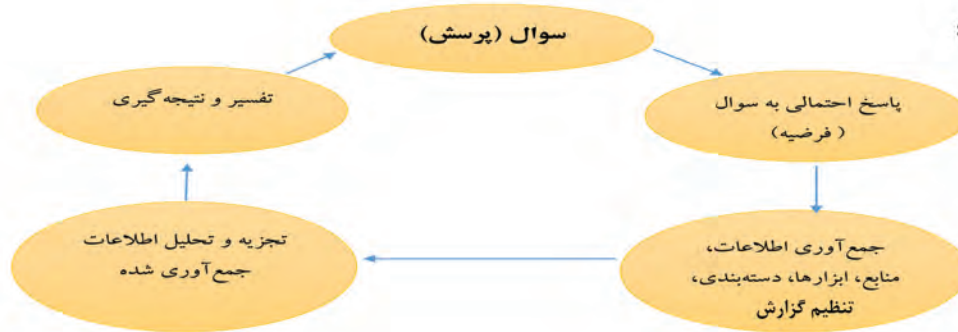 سوال (پرسش)
پاسخ احتمالی به سوال
( فرضیه)
جمع‌آوری اطلاعات،
منابع، ابزارها، دسته‌بندی،
تنظیم گزارش
تجزیه و تحلیل اطلاعات
جمع‌آوری شده
تفسیر و نتیجه‌گیری